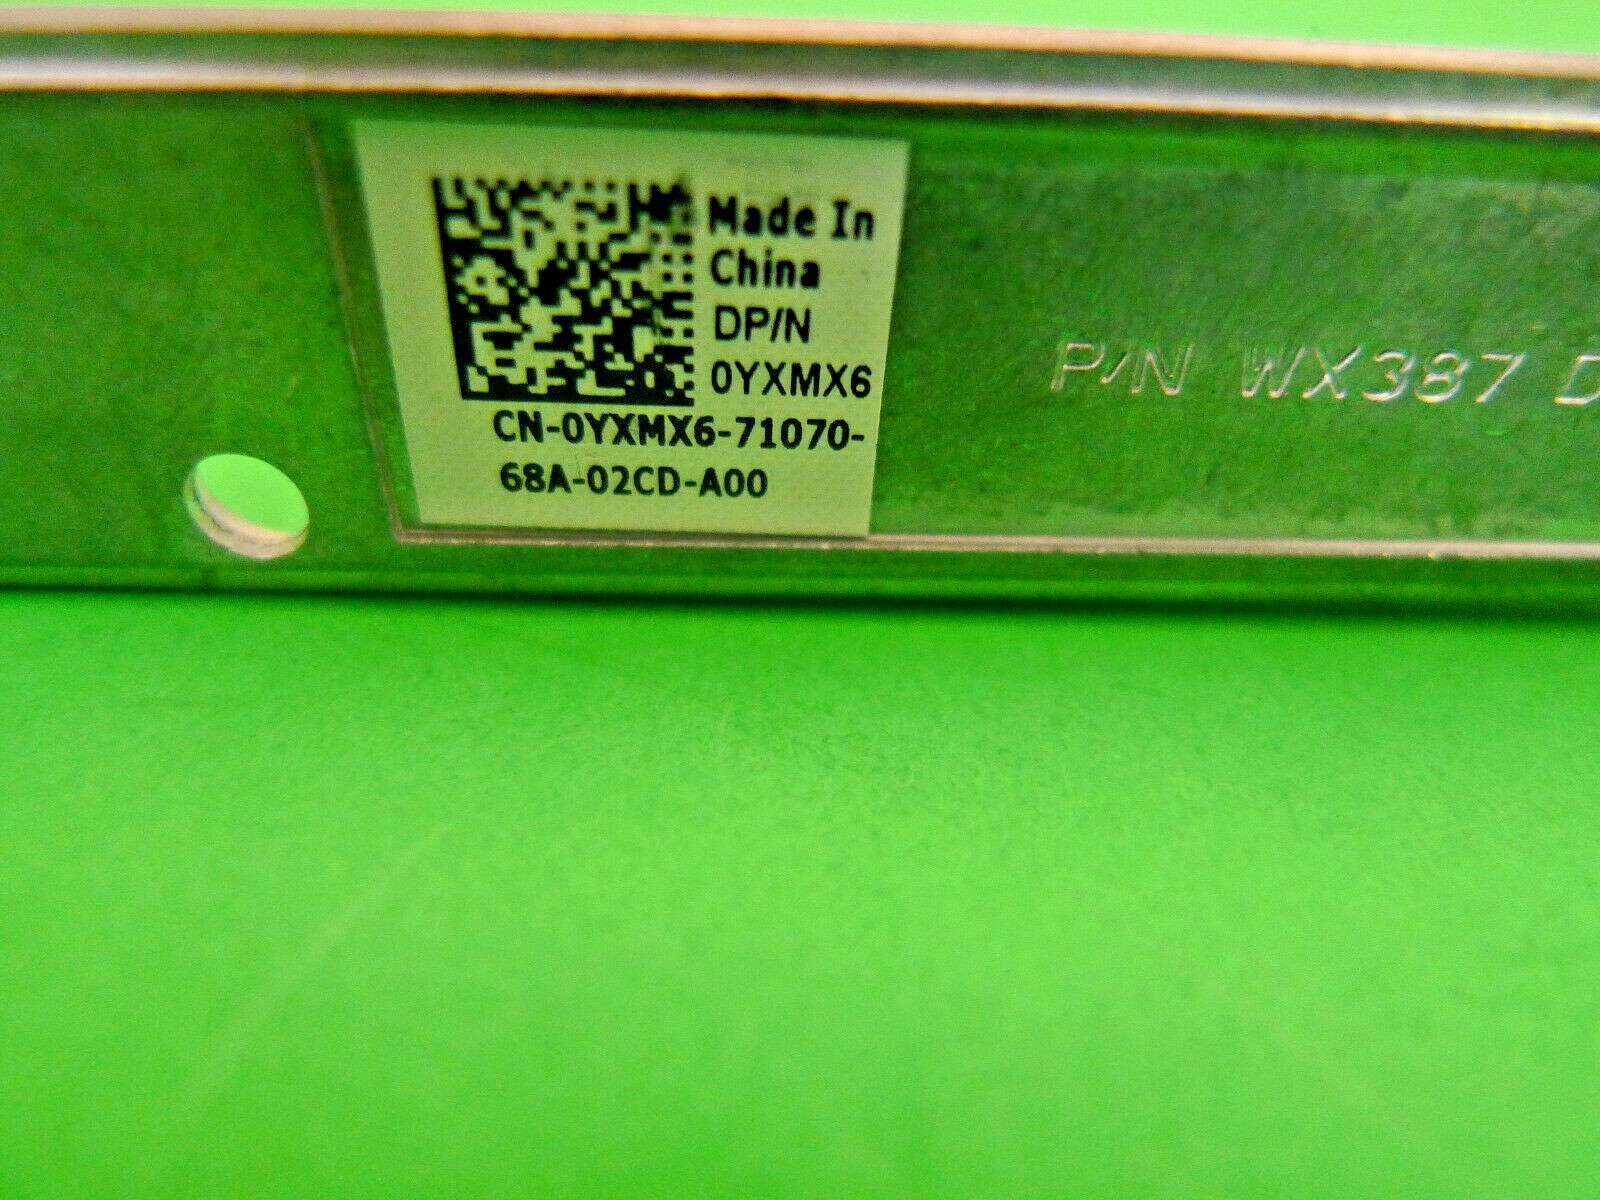 Made In
China
DP/N
0YXMX6
CN-0YXMX6-71070-
68A-02CD-A00
P/N WX387 D